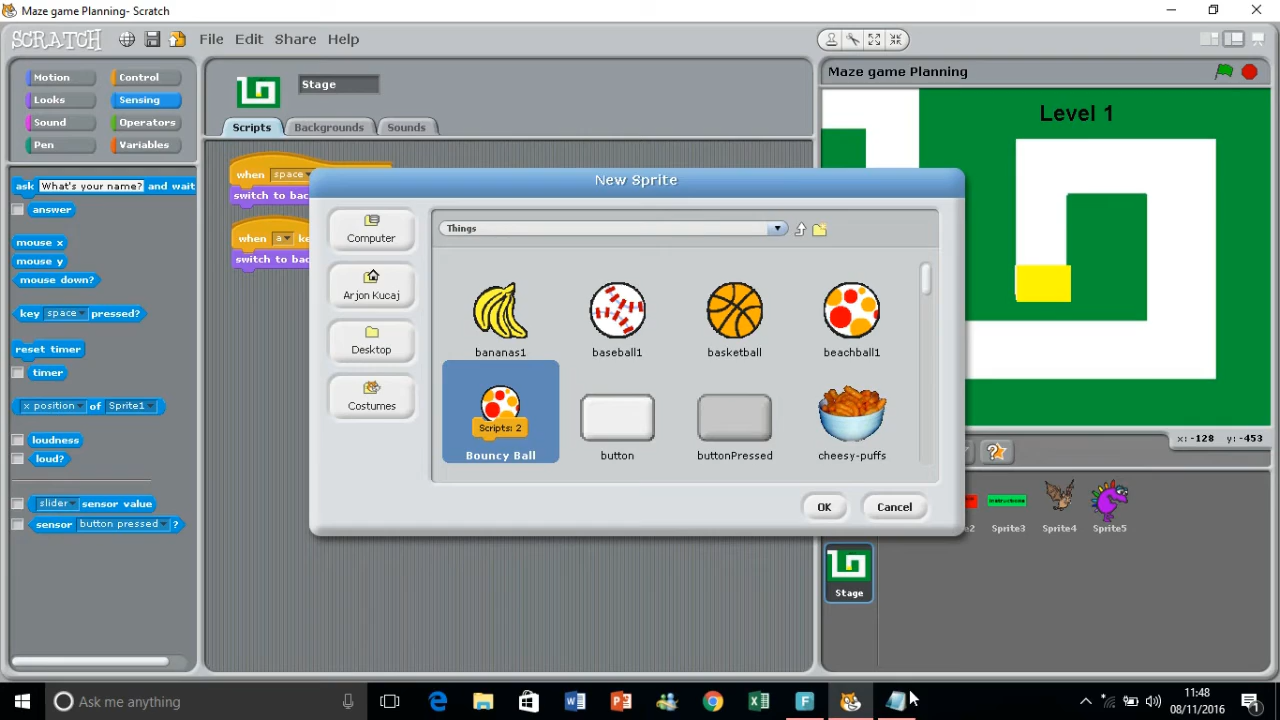 Maze game Planning- Scratch
SCRATCH
File Edit Share Help
Motion Control
Looks Sensing
Sound Operators
Pen Variables
ask What's your name? and wait
answer
mouse x
mouse y
mouse down?
key space pressed?
reset timer
timer
x position of Sprite1
loudness
loud?
slider sensor value
sensor button pressed ?
Stage
Scripts Backgrounds Sounds
when space
switch to bac
when a ke
switch to bac
New Sprite
Computer
Arjon Kucaj
Desktop
Costumes
Things
bananas1 baseball1 basketball beachball1
Scripts: 2
Bouncy Ball button buttonPressed cheesy-puffs
OK Cancel
Maze game Planning
Level 1
x: -128 y: -453
Sprite3 Sprite4 Sprite5
Stage
Ask me anything
11:48
08/11/2016